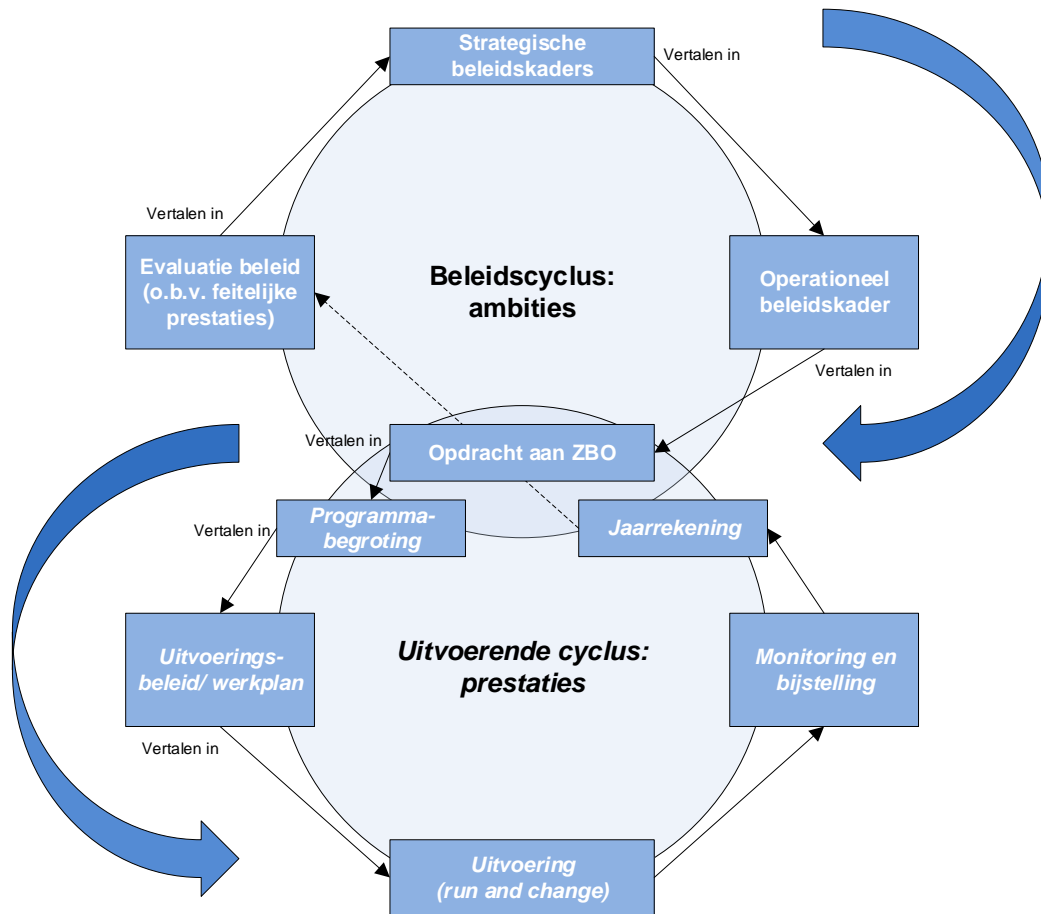 Strategische
beleidskaders
Vertalen in
Vertalen in
Evaluatie beleid
(o.b.v. feitelijke
prestaties)
Beleidscyclus:
ambities
Operationeel
beleidskader
Vertalen in
Vertalen in
Opdracht aan ZBO
Programma-
begroting
Jaarrekening
Vertalen in
Uitvoerings-
beleid/ werkplan
Uitvoerende cyclus:
prestaties
Monitoring en
bijstelling
Vertalen in
Uitvoering
(run and change)